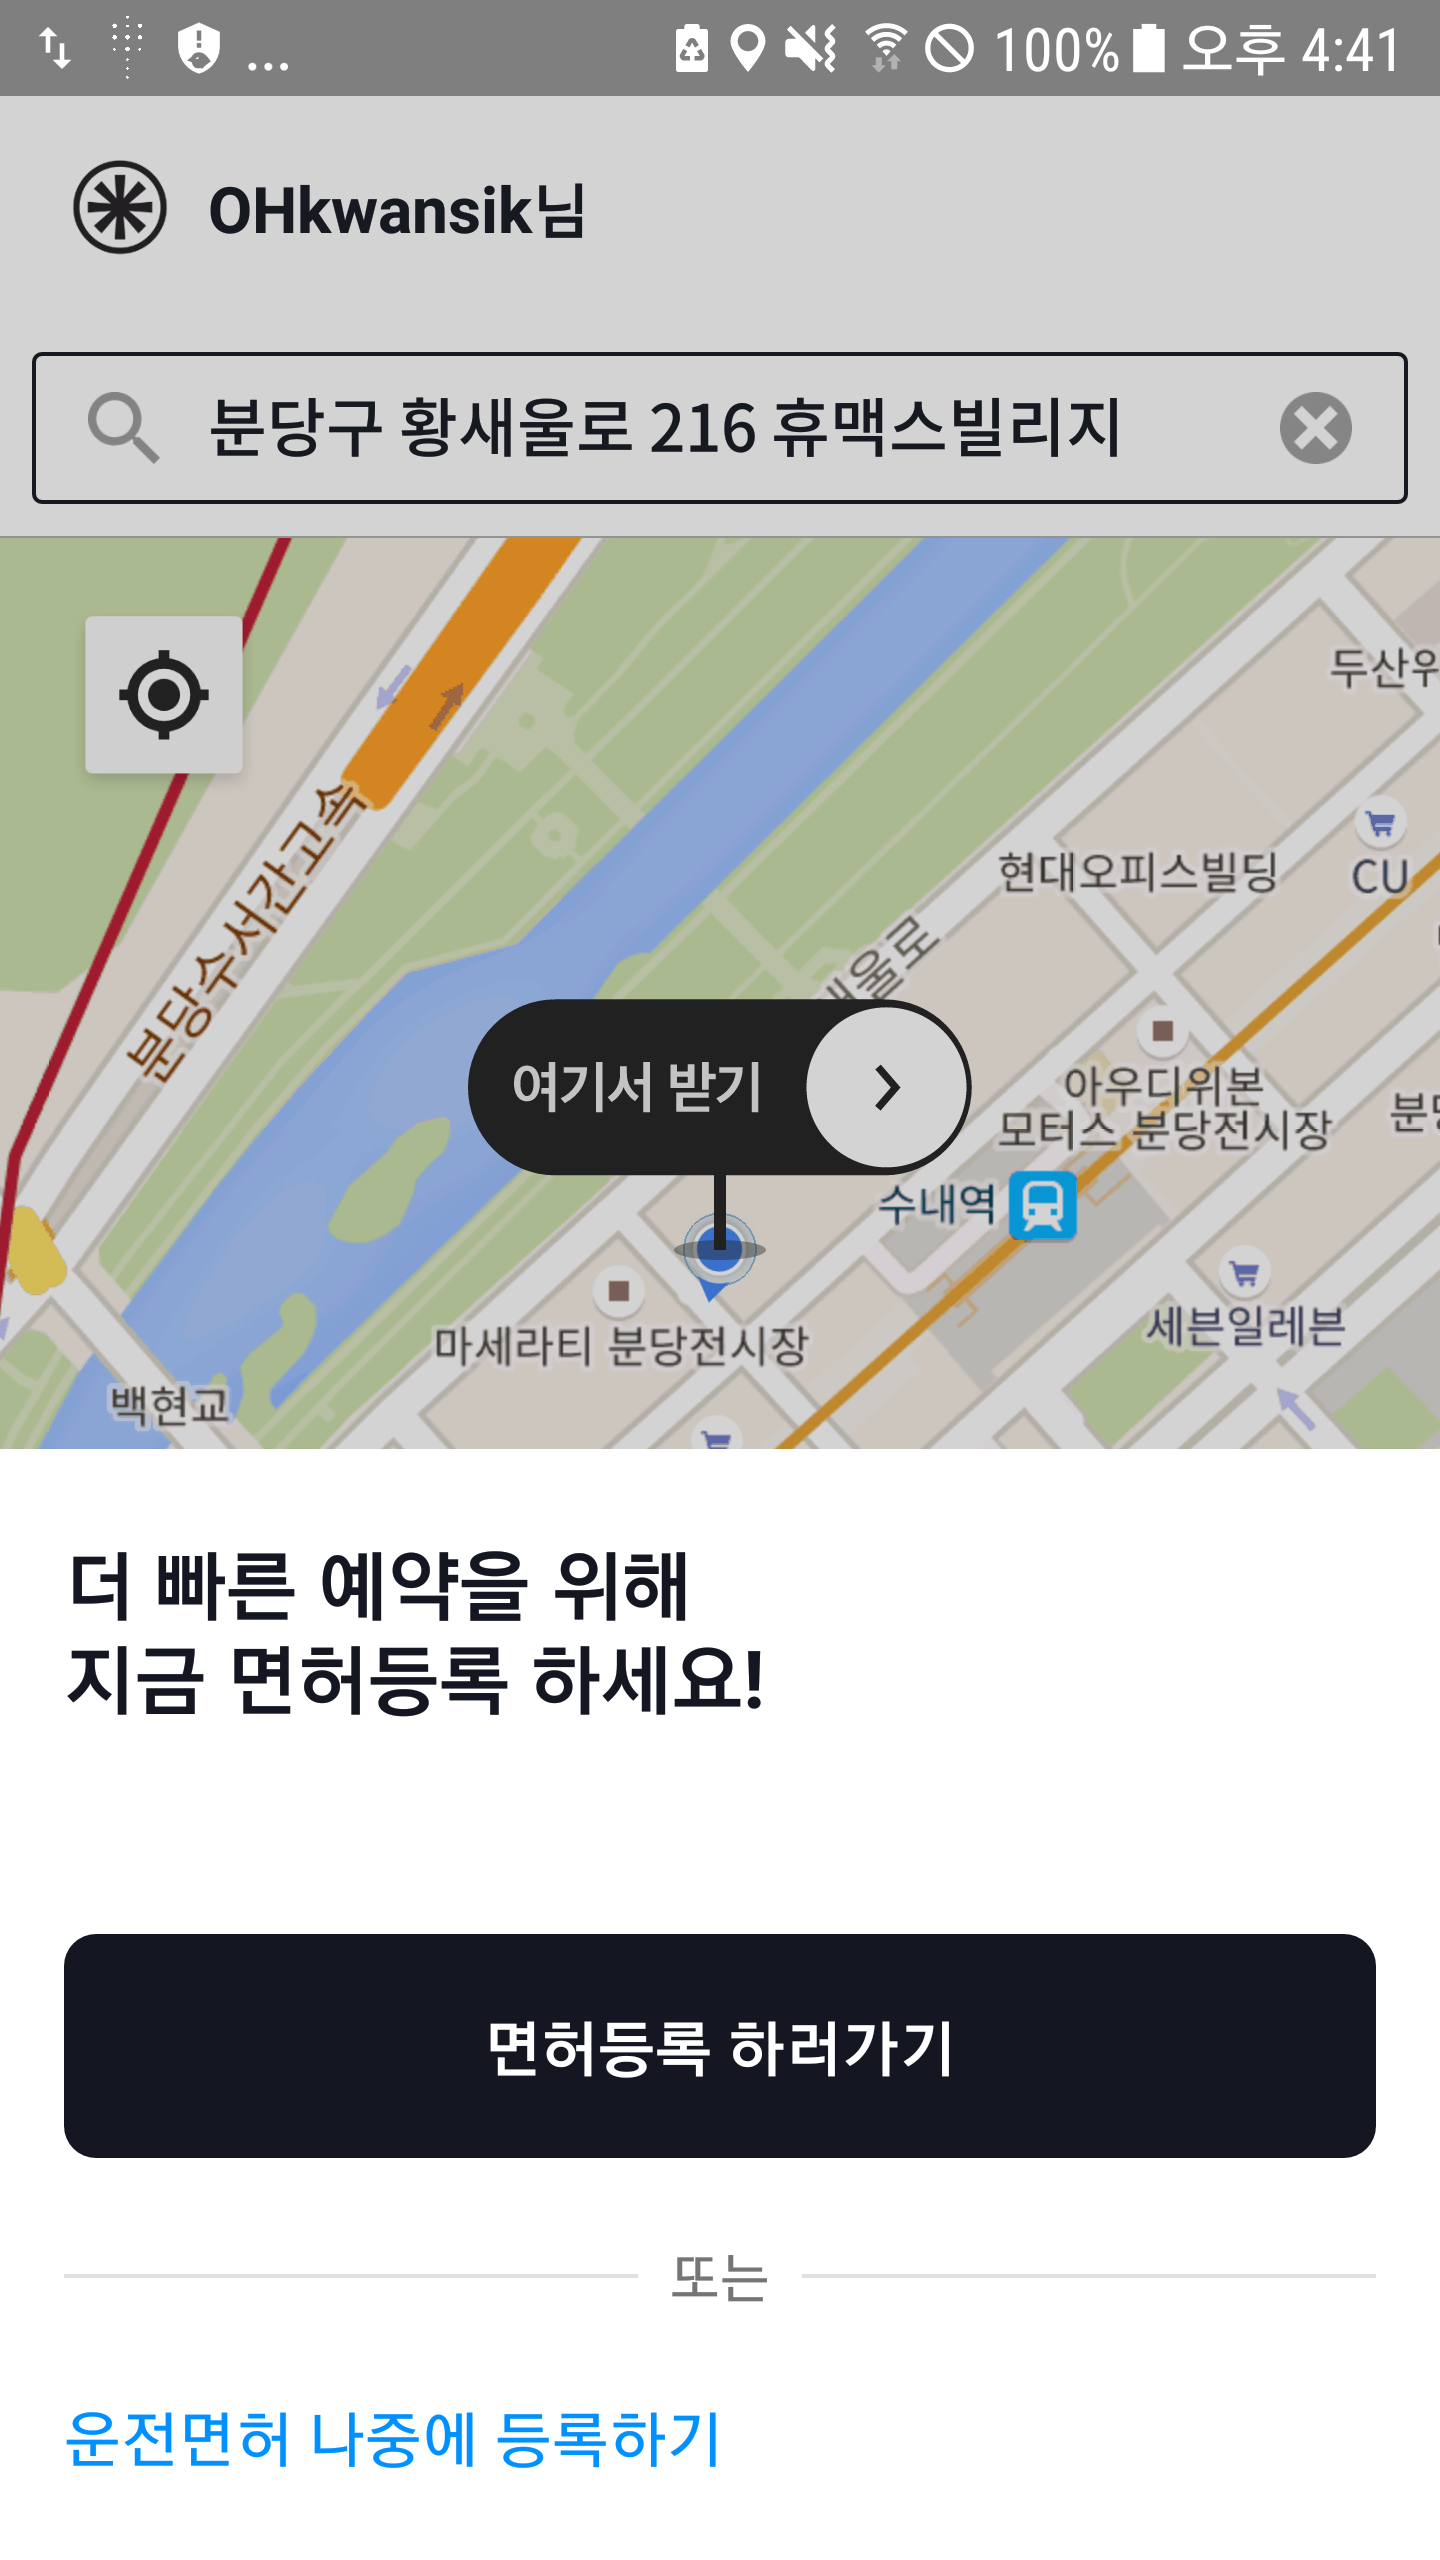 ... 100% 오후 4:41
OHkwansik님
분당구 황새울로 216 휴맥스빌리지
두산위
분당수서간고속
현대오피스빌딩
CU
새울로
여기서 받기
아우디위본
모터스 분당전시장
분당
수내역
세븐일레븐
마세라티 분당전시장
백현교
더 빠른 예약을 위해
지금 면허등록 하세요!
면허등록 하러가기
또는
운전면허 나중에 등록하기